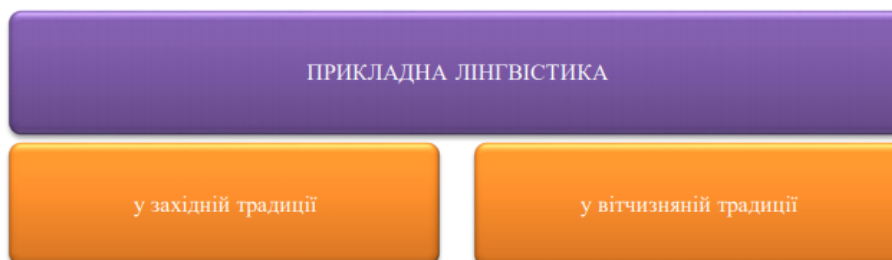 ПРИКЛАДНА ЛІНГВІСТИКА
у західній традиції
у вітчизняній традиції